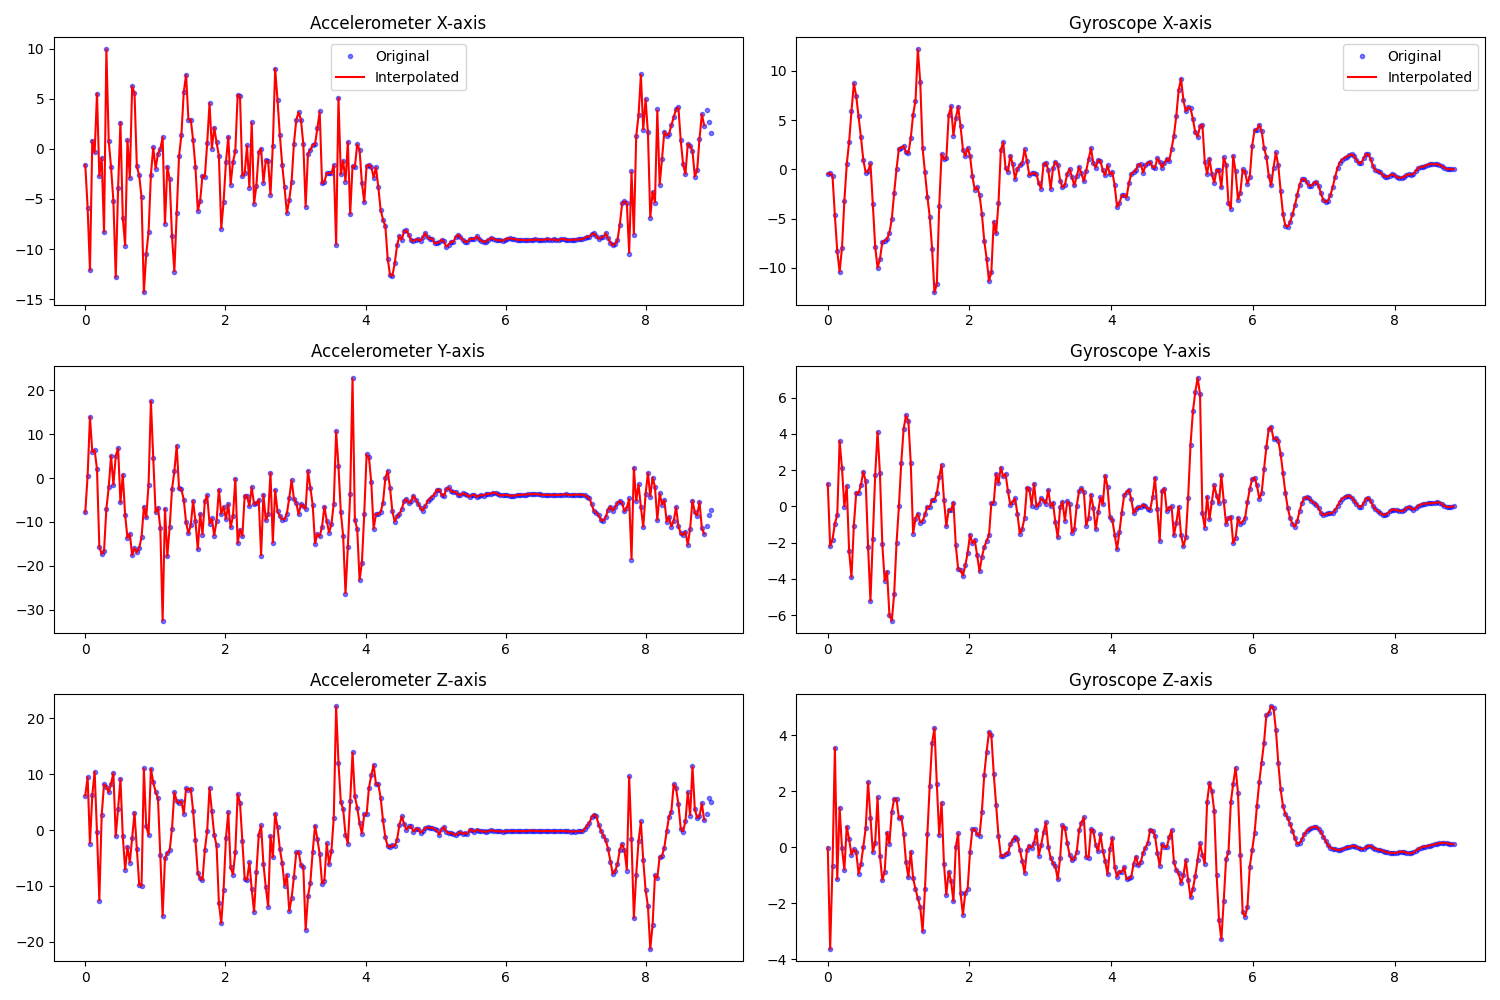 Accelerometer X-axis
Original
Interpolated
10
5
0
−5
−10
−15
0 2 4 6 8
Gyroscope X-axis
Original
Interpolated
10
5
0
−5
−10
0 2 4 6 8
Accelerometer Y-axis
20
10
0
−10
−20
−30
0 2 4 6 8
Gyroscope Y-axis
6
4
2
0
−2
−4
−6
0 2 4 6 8
Accelerometer Z-axis
20
10
0
−10
−20
0 2 4 6 8
Gyroscope Z-axis
4
2
0
−2
−4
0 2 4 6 8